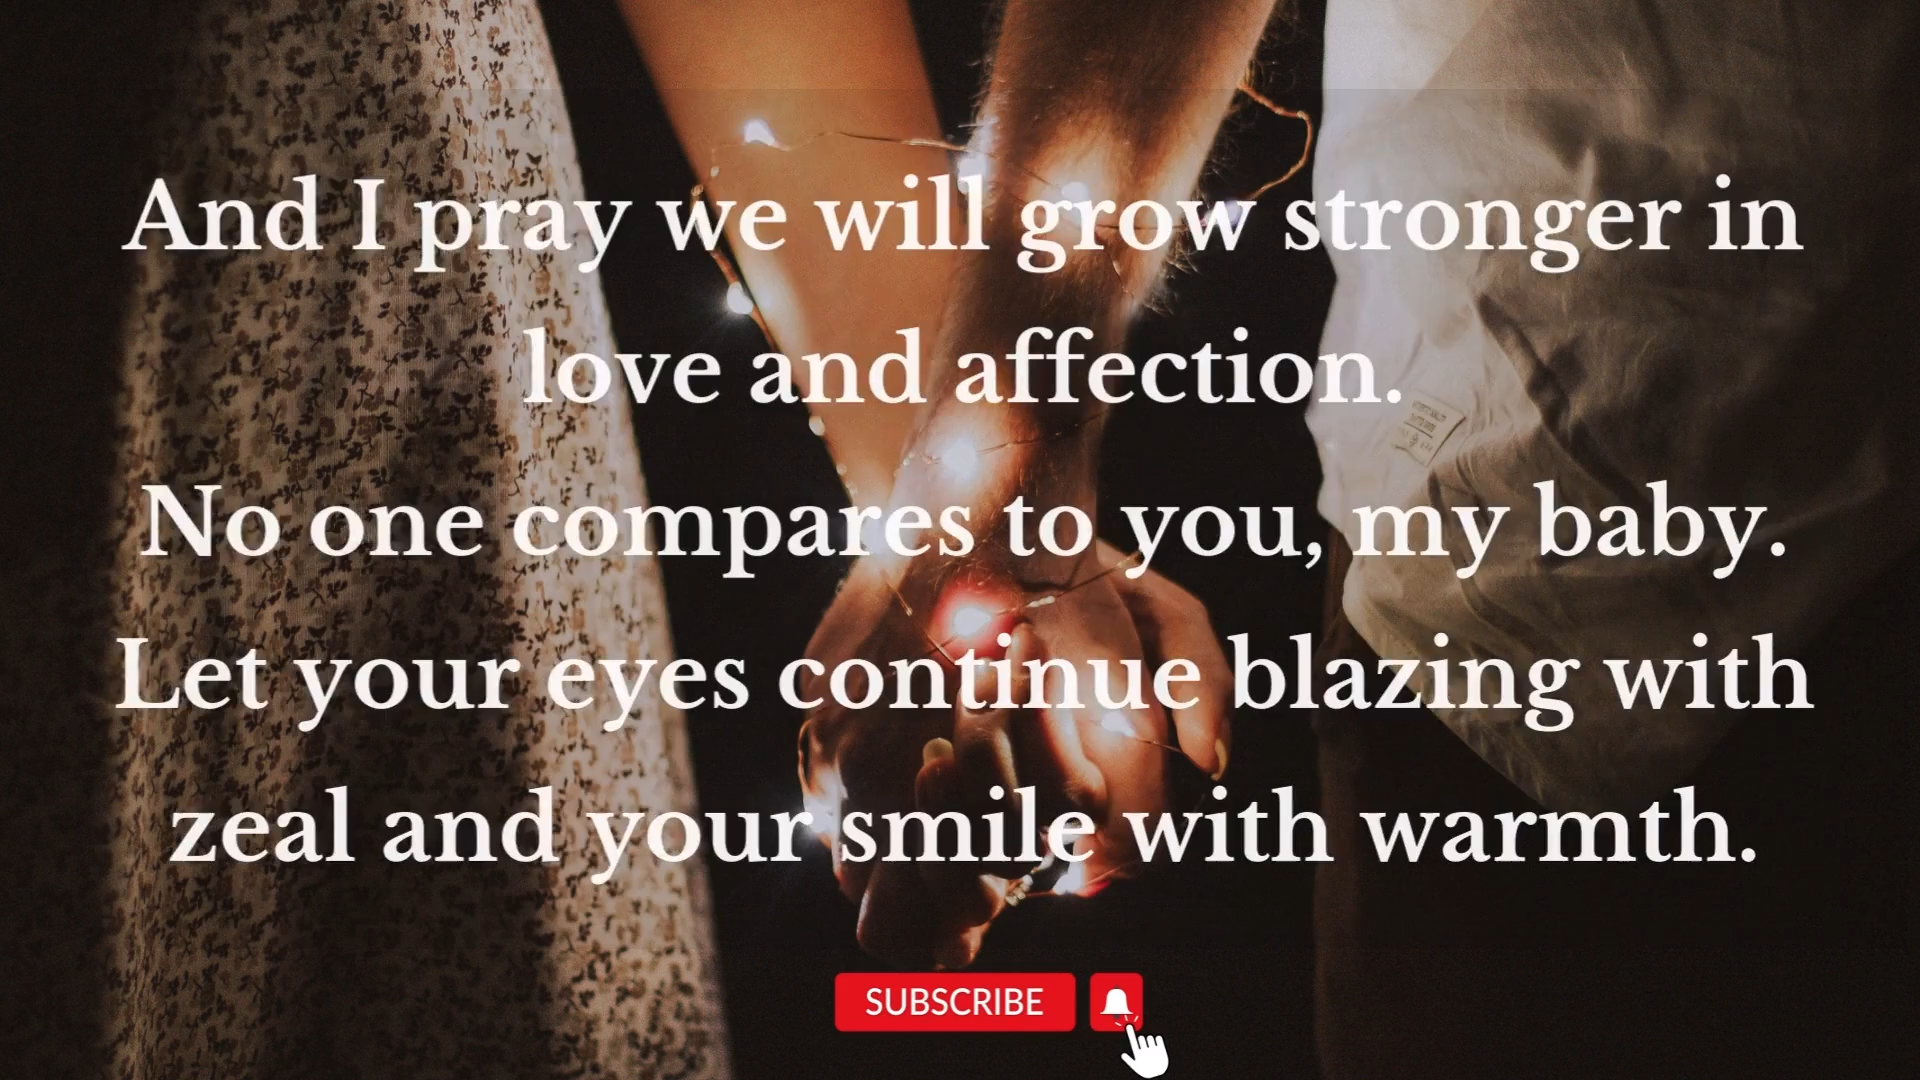 And I pray we will grow stronger in
love and affection.
No one compares to you, my baby.
Let your eyes continue blazing with
zeal and your smile with warmth.
SUBSCRIBE